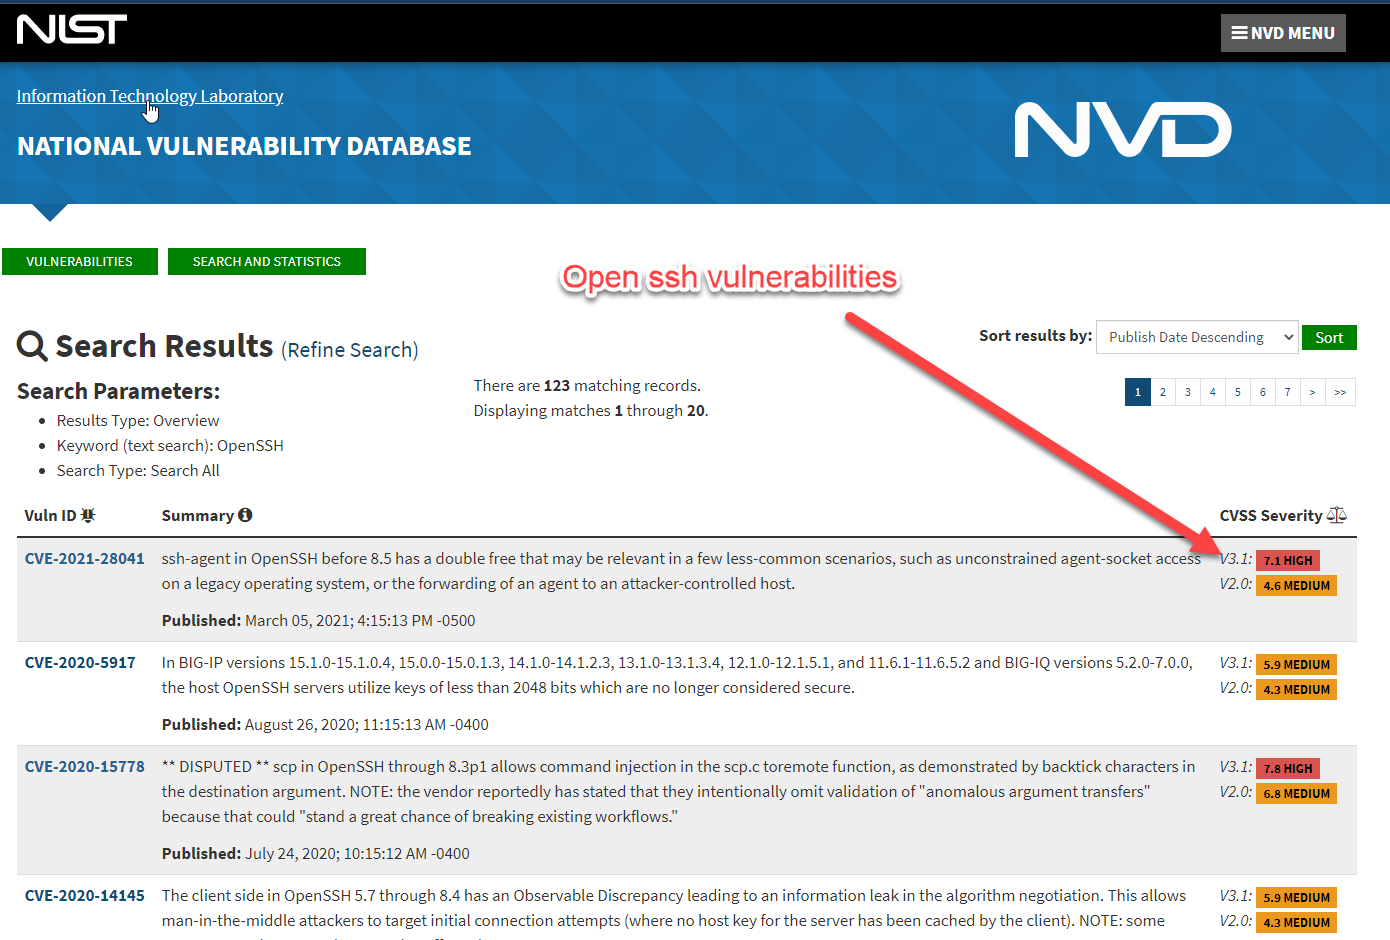 NIST
NVD MENU
Information Technology Laboratory
NATIONAL VULNERABILITY DATABASE
NVD
VULNERABILITIES
SEARCH AND STATISTICS
Open ssh vulnerabilities
Search Results (Refine Search)
Sort results by: Publish Date Descending Sort
Search Parameters:
Results Type: Overview
Keyword (text search): OpenSSH
Search Type: Search All
There are 123 matching records.
Displaying matches 1 through 20.
1 2 3 4 5 6 7 > >>
Vuln ID Summary CVSS Severity
CVE-2021-28041 ssh-agent in OpenSSH before 8.5 has a double free that may be relevant in a few less-common scenarios, such as unconstrained agent-socket access V3.1: 7.1 HIGH
on a legacy operating system, or the forwarding of an agent to an attacker-controlled host. V2.0: 4.6 MEDIUM
Published: March 05, 2021; 4:15:13 PM -0500
CVE-2020-5917 In BIG-IP versions 15.1.0-15.1.0.4, 15.0.0-15.0.1.3, 14.1.0-14.1.2.3, 13.1.0-13.1.3.4, 12.1.0-12.1.5.1, and 11.6.1-11.6.5.2 and BIG-IQ versions 5.2.0-7.0.0, V3.1: 5.9 MEDIUM
the host OpenSSH servers utilize keys of less than 2048 bits which are no longer considered secure. V2.0: 4.3 MEDIUM
Published: August 26, 2020; 11:15:13 AM -0400
CVE-2020-15778 ** DISPUTED ** scp in OpenSSH through 8.3p1 allows command injection in the scp.c toremote function, as demonstrated by backtick characters in V3.1: 7.8 HIGH
the destination argument. NOTE: the vendor reportedly has stated that they intentionally omit validation of "anomalous argument transfers" V2.0: 6.8 MEDIUM
because that could "stand a great chance of breaking existing workflows."
Published: July 24, 2020; 10:15:12 AM -0400
CVE-2020-14145 The client side in OpenSSH 5.7 through 8.4 has an Observable Discrepancy leading to an information leak in the algorithm negotiation. This allows V3.1: 5.9 MEDIUM
man-in-the-middle attackers to target initial connection attempts (where no host key for the server has been cached by the client). NOTE: some V2.0: 4.3 MEDIUM